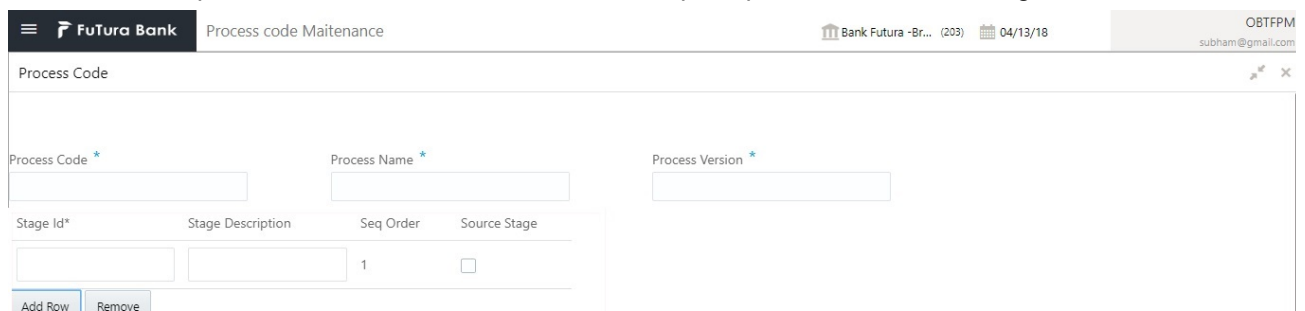 FuTura Bank Process code Maitenance Bank Futura -Br... (203) 04/13/18 OBTFPM
subham@gmail.com
Process Code
Process Code * Process Name * Process Version *
Stage Id* Stage Description Seq Order Source Stage
1
Add Row Remove